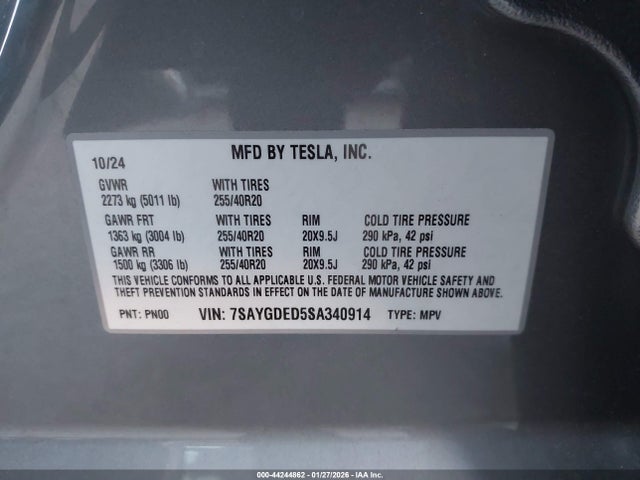 MFD BY TESLA, INC.
10/24
GVWR WITH TIRES
2273 kg (5011 lb) 255/40R20
GAWR FRT WITH TIRES RIM COLD TIRE PRESSURE
1363 kg (3004 lb) 255/40R20 20X9.5J 290 kPa, 42 psi
GAWR RR WITH TIRES RIM COLD TIRE PRESSURE
1500 kg (3306 lb) 255/40R20 20X9.5J 290 kPa, 42 psi
THIS VEHICLE CONFORMS TO ALL APPLICABLE U.S. FEDERAL MOTOR VEHICLE SAFETY AND
THEFT PREVENTION STANDARDS IN EFFECT ON THE DATE OF MANUFACTURE SHOWN ABOVE.
PNT: PN00 VIN: 7SAYGDED5SA340914 TYPE: MPV
000-44244862 - 01/27/2026 - IAA Inc.